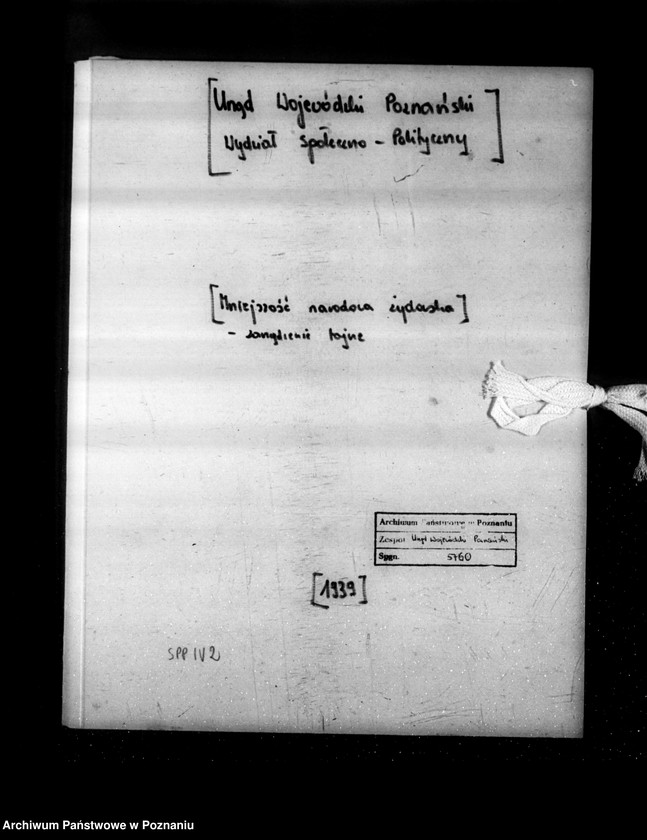 [Urząd Wojewódzki Poznański
Wydział Społeczno - Polityczny]
[Mniejszość narodowa żydowska]
- zarządzenie tajne
Archiwum Państwowe w Poznaniu
Zespół Urząd Wojewódzki Poznański
Sygn. 5760
[1939]
SPP IV 2
Archiwum Państwowe w Poznaniu